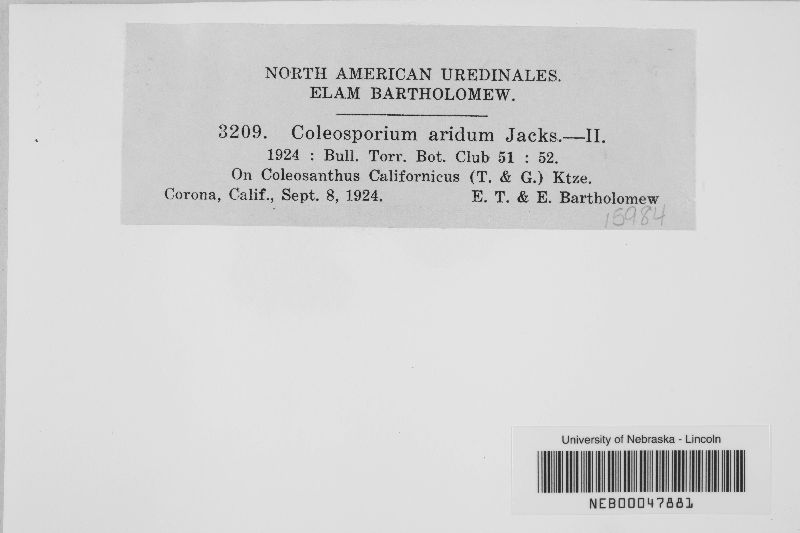 NORTH AMERICAN UREDINALES.
ELAM BARTHOLOMEW.
3209. Coleosporium aridum Jacks.—II.
1924 : Bull. Torr. Bot. Club 51 : 52.
On Coleosanthus Californicus (T. & G.) Ktze.
Corona, Calif., Sept. 8, 1924. E. T. & E. Bartholomew
15984
University of Nebraska - Lincoln
NEB00047881